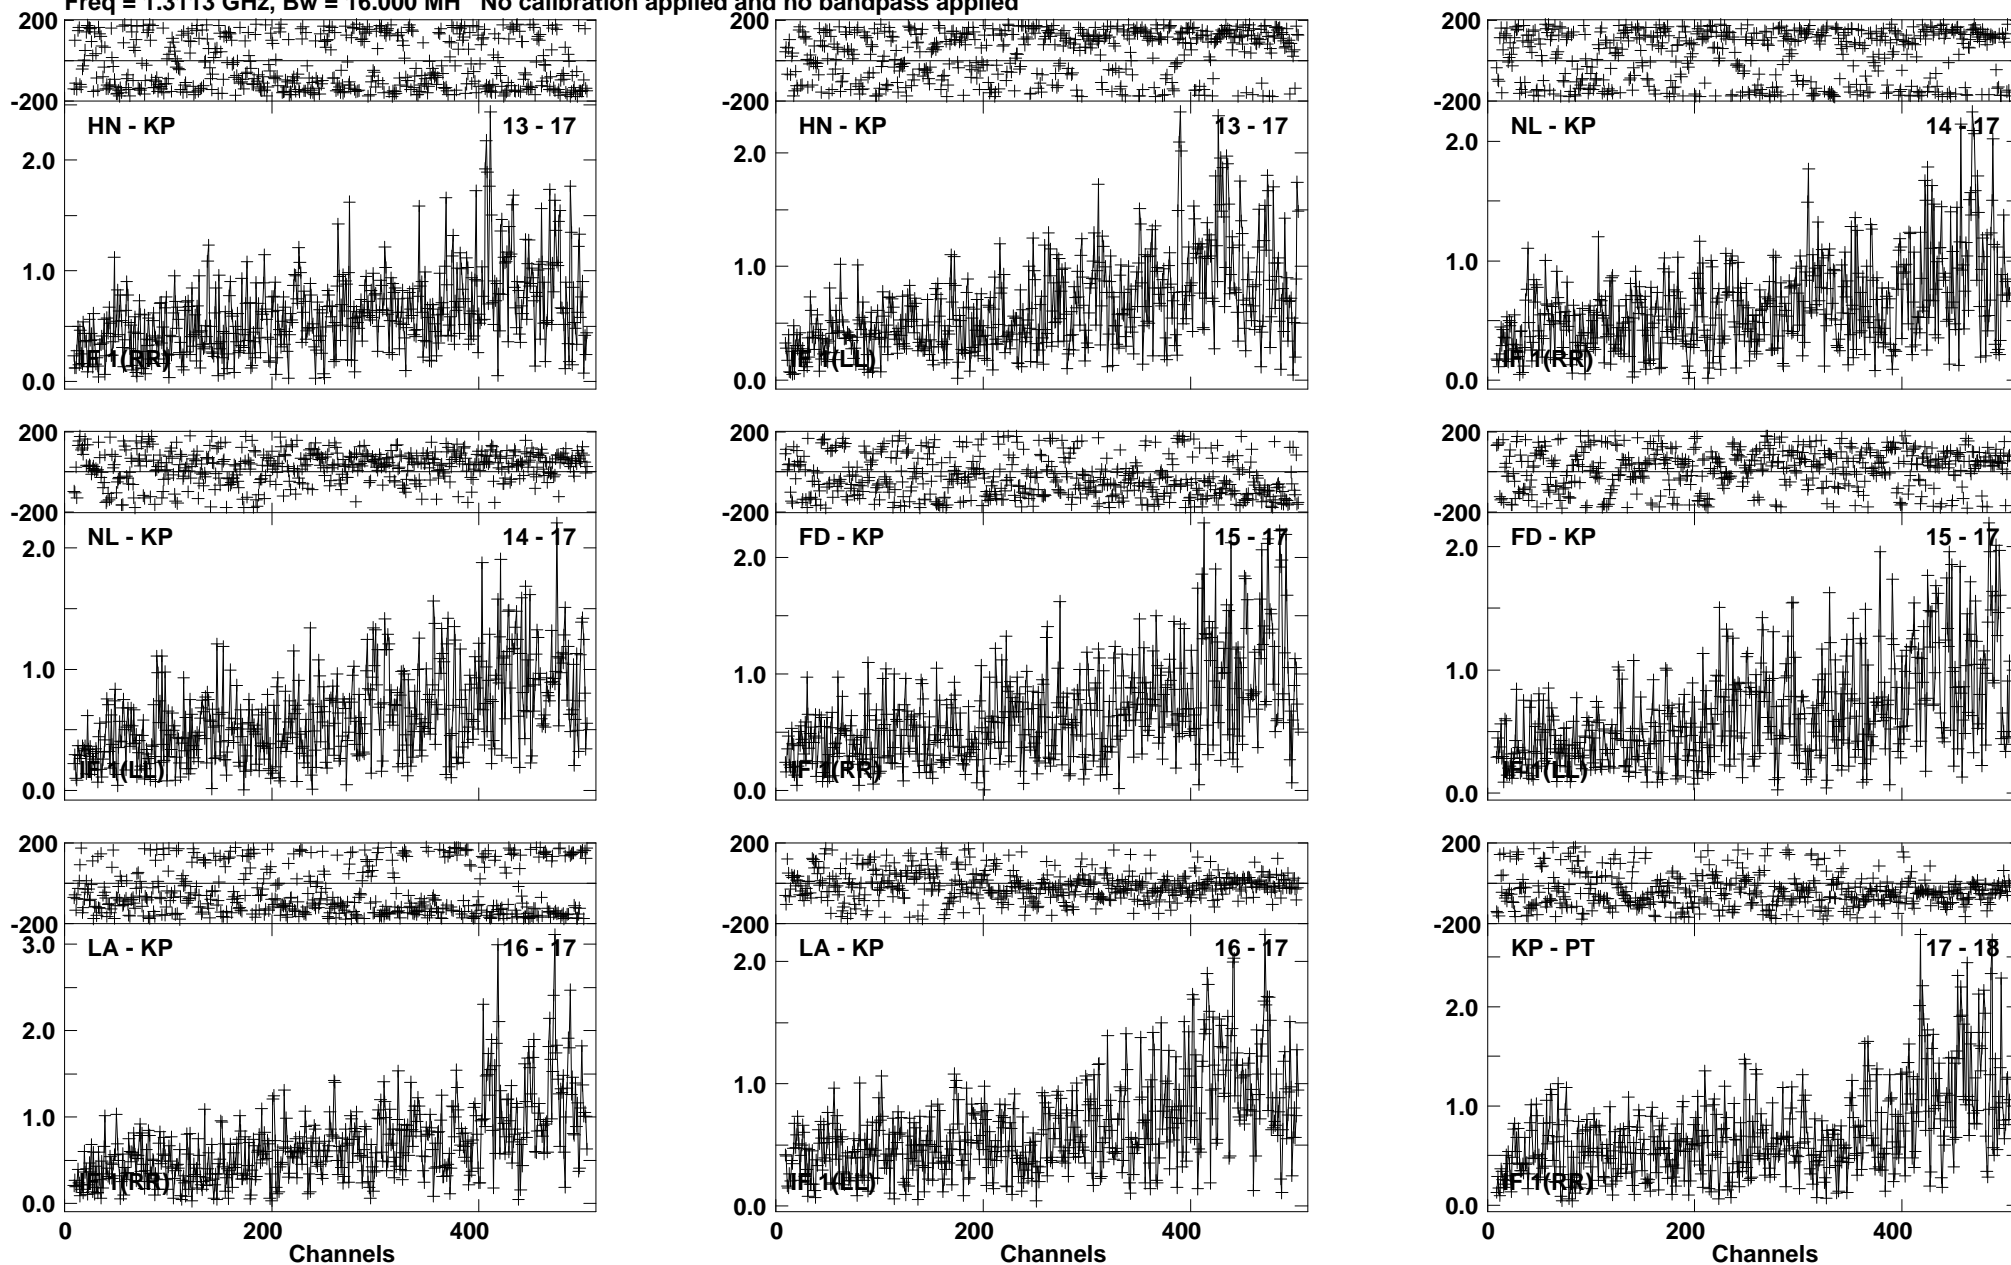 Freq = 1.3113 GHz, Bw = 16.000 MH No calibration applied and no bandpass applied
200
-200
HN - KP
13 - 17
2.0
1.0
0.0
IF 1(RR)
200
-200
HN - KP
13 - 17
2.0
1.0
0.0
IF 1(LL)
200
-200
NL - KP
14 - 17
2.0
1.0
0.0
IF 1(RR)
200
-200
NL - KP
14 - 17
2.0
1.0
0.0
IF 1(LL)
200
-200
FD - KP
15 - 17
2.0
1.0
0.0
IF 1(RR)
200
-200
FD - KP
15 - 17
2.0
1.0
0.0
IF 1(LL)
200
-200
3.0
LA - KP
16 - 17
2.0
1.0
0.0
IF 1(RR)
0
200
400
Channels
200
-200
LA - KP
16 - 17
2.0
1.0
0.0
IF 1(LL)
0
200
400
Channels
200
-200
KP - PT
17 - 18
2.0
1.0
0.0
IF 1(RR)
0
200
400
Channels